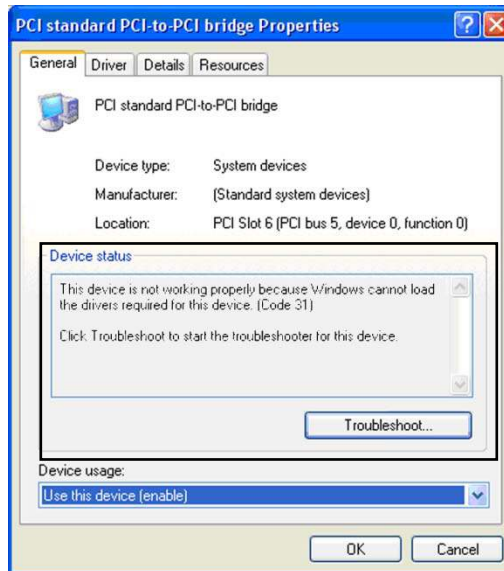 PCI standard PCI-to-PCI bridge Properties
General Driver Details Resources
PCI standard PCI-to-PCI bridge
Device type: System devices
Manufacturer: (Standard system devices)
Location: PCI Slot 6 (PCI bus 5, device 0, function 0)
Device status
This device is not working properly because Windows cannot load
the drivers required for this device. (Code 31)
Click Troubleshoot to start the troubleshooter for this device.
Troubleshoot...
Device usage:
Use this device (enable)
OK Cancel